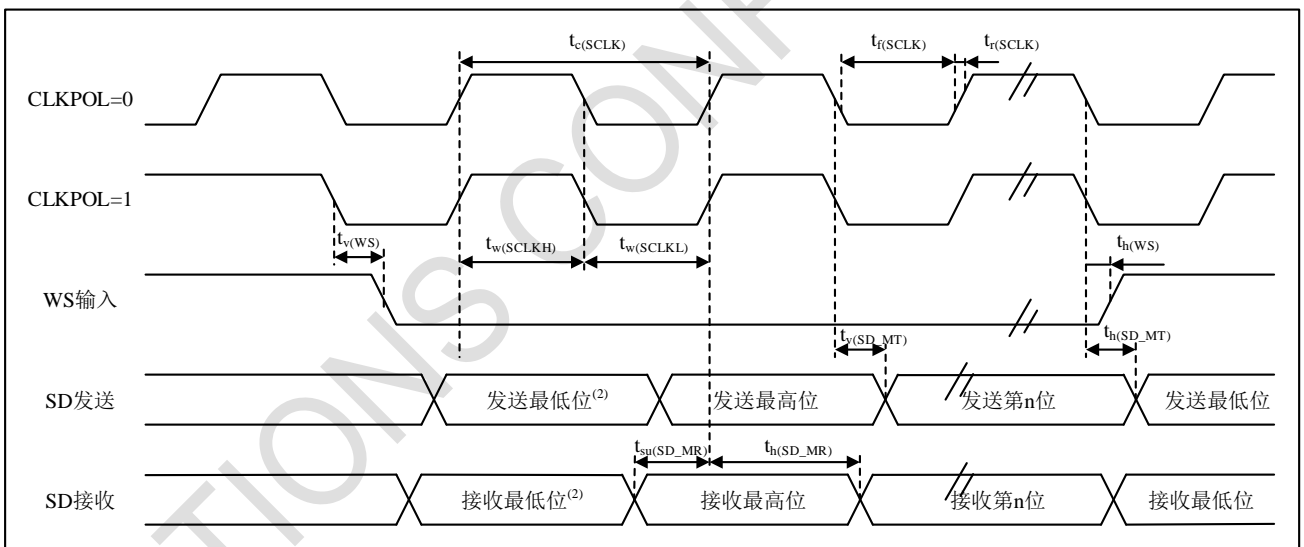 t_c(SCLK)
t_f(SCLK)
t_r(SCLK)
CLKPOL=0
CLKPOL=1
t_v(WS)
t_w(SCLKH)
t_w(SCLKL)
t_h(WS)
WS输入
t_v(SD_MT)
t_h(SD_MT)
SD发送
发送最低位(2)
发送最高位
发送第n位
发送最低位
t_su(SD_MR)
t_h(SD_MR)
SD接收
接收最低位(2)
接收最高位
接收第n位
接收最低位
TIONS CONF